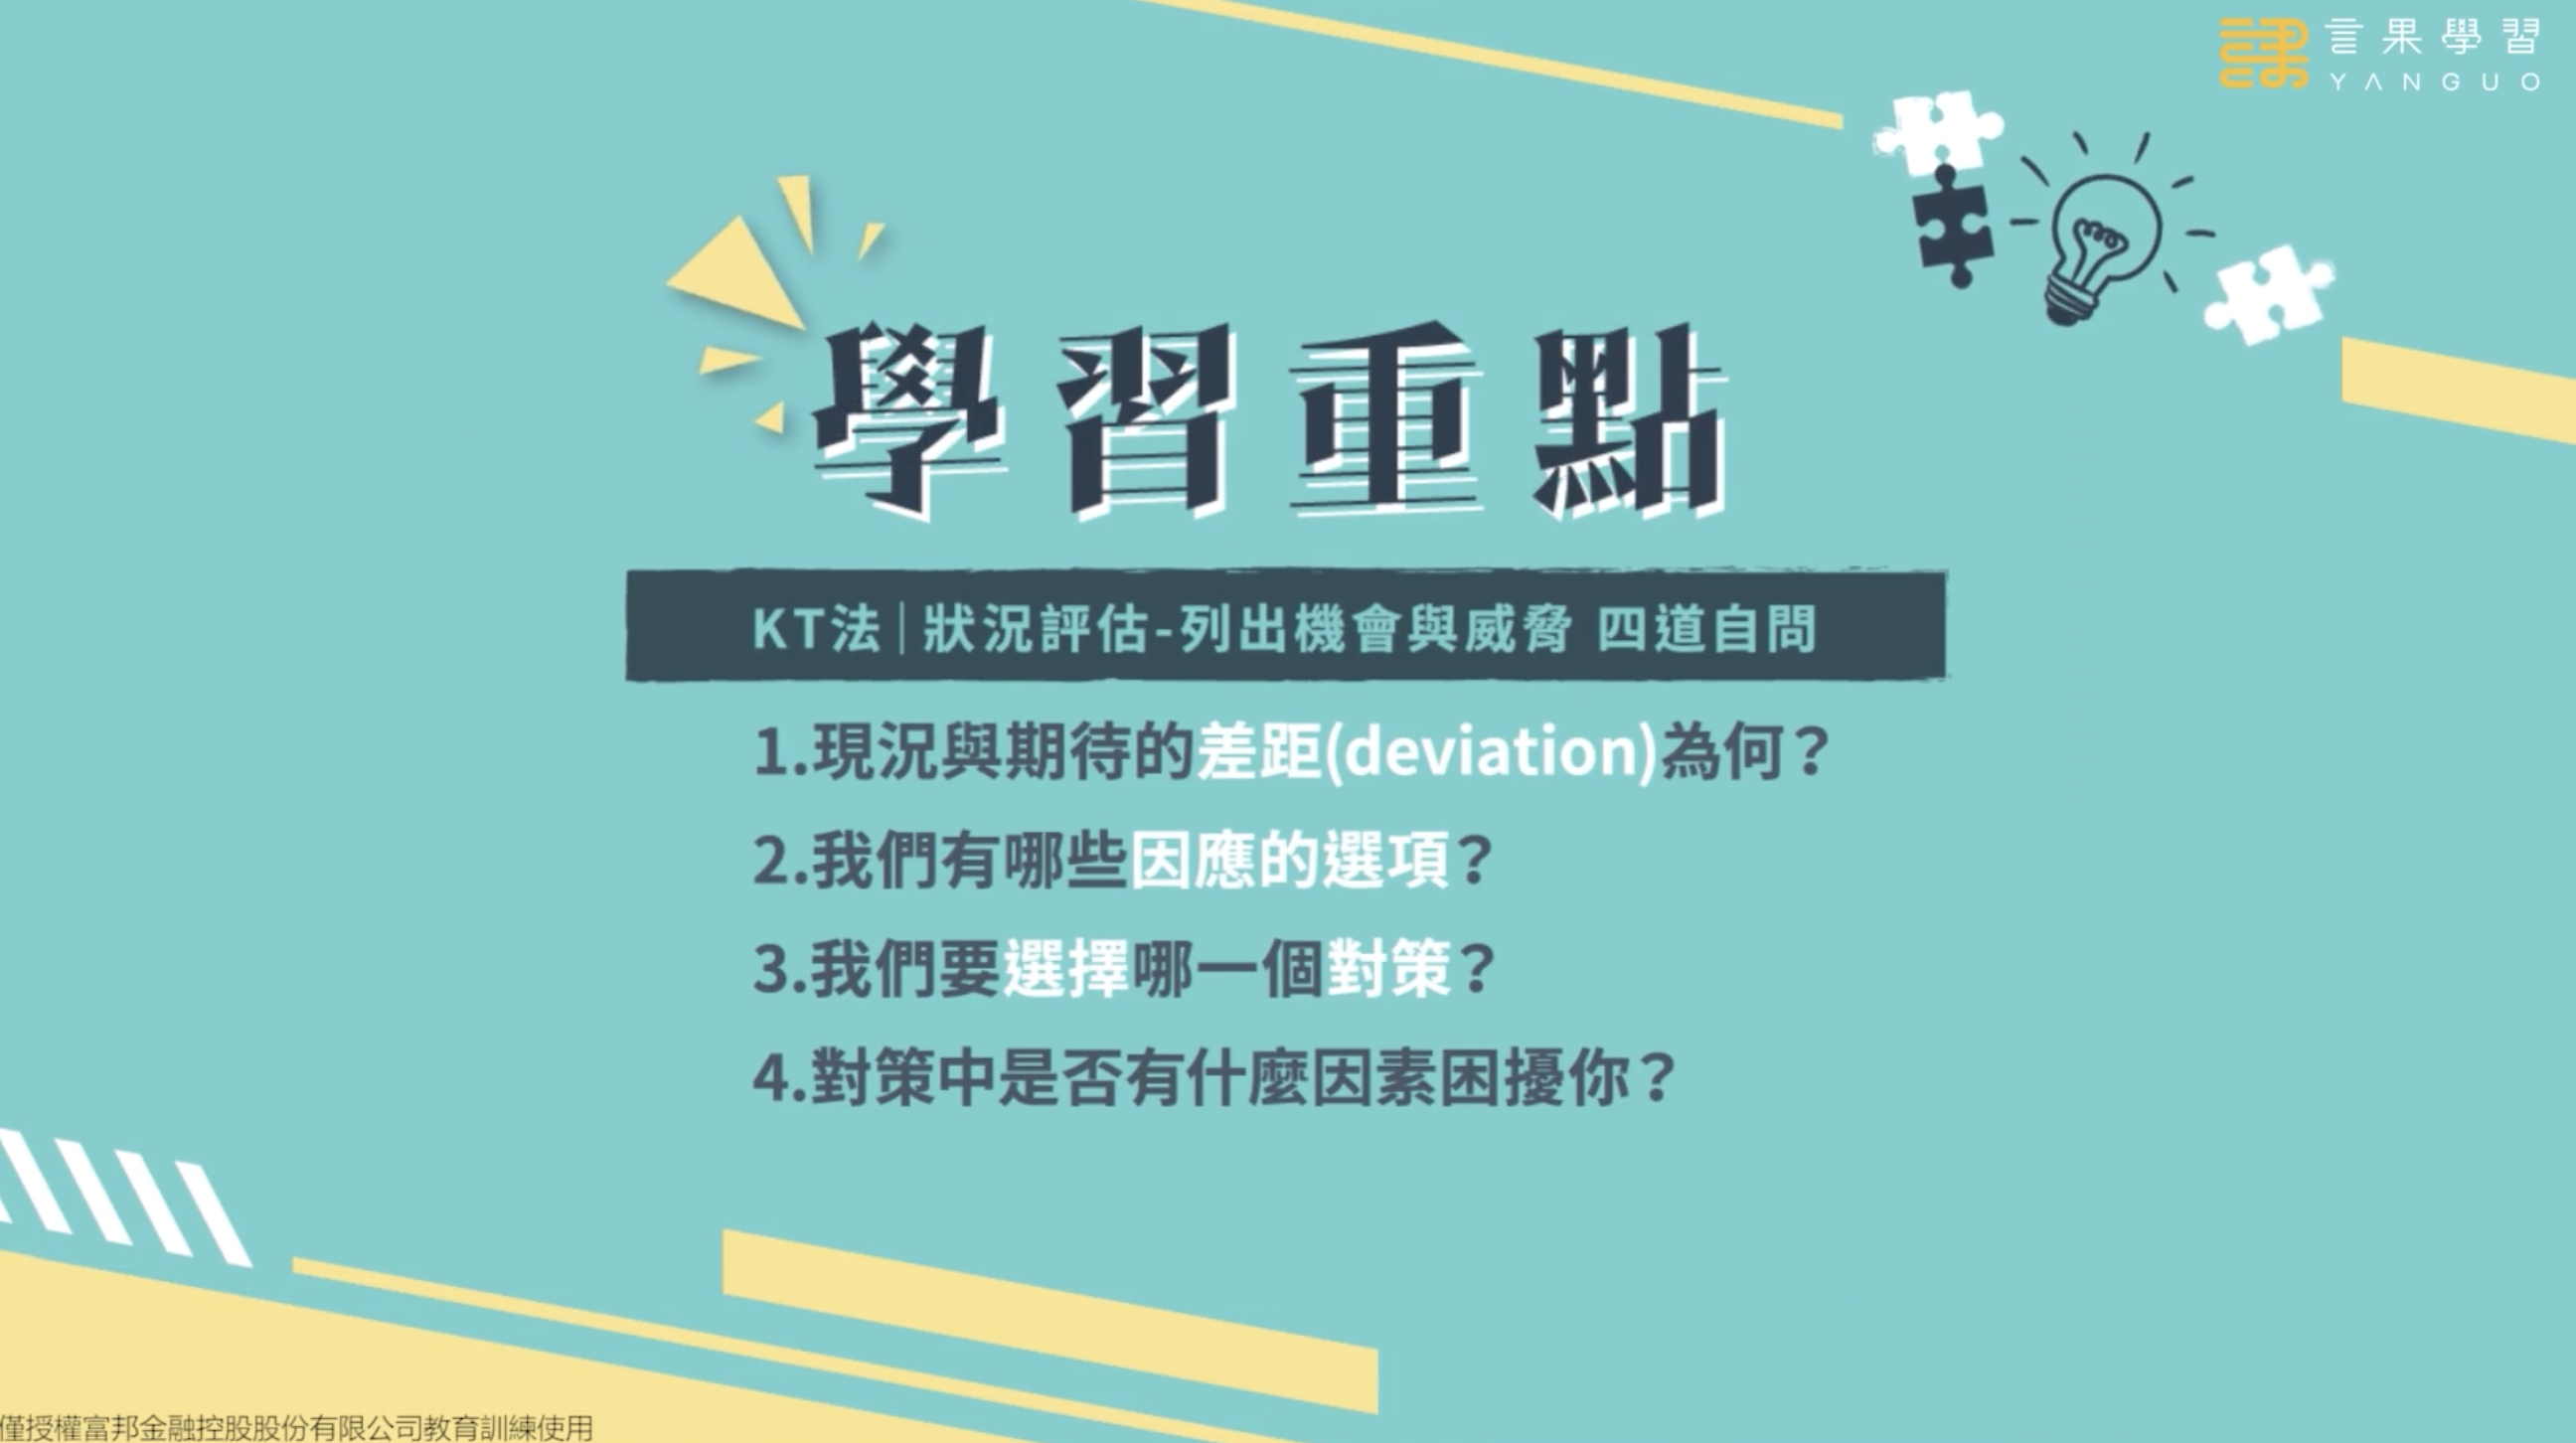 言果學習
YANGUO
學習重點
KT法|狀況評估-列出機會與威脅 四道自問
1.現況與期待的差距(deviation)為何？
2.我們有哪些因應的選項？
3.我們要選擇哪一個對策？
4.對策中是否有什麼因素困擾你？
僅授權富邦金融控股股份有限公司教育訓練使用